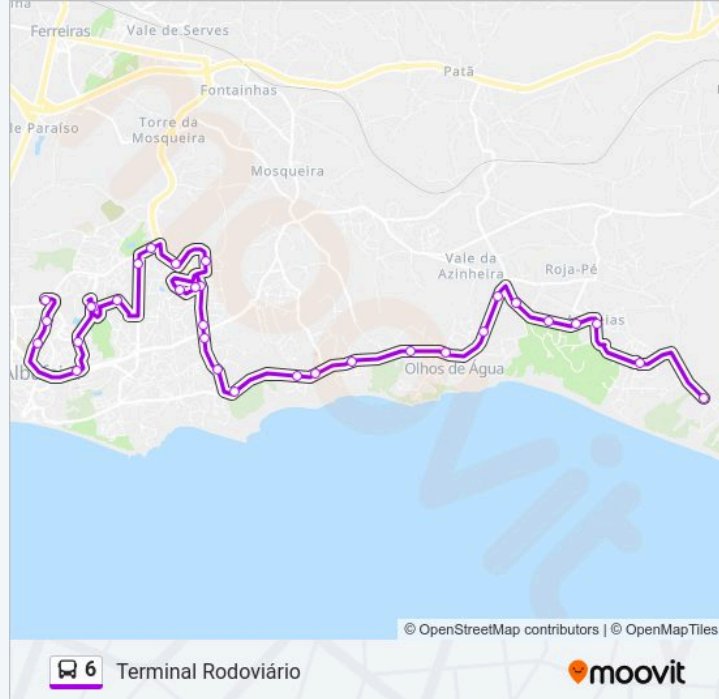 Ferreiras
Vale de Serves
Patã
Fontainhas
le Paraíso
Torre da
Mosqueira
Mosqueira
Vale da
Azinheira
Roja-Pé
Olhos de Água
© OpenStreetMap contributors | © OpenMapTiles
6 Terminal Rodoviário
moovit